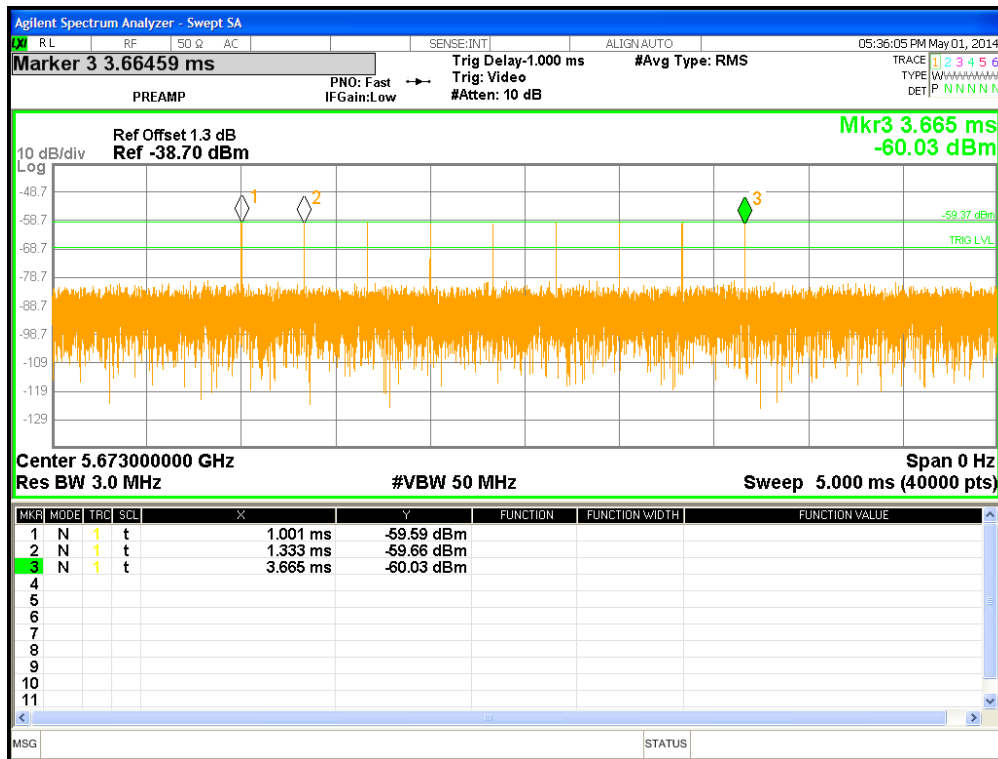 Agilent Spectrum Analyzer - Swept SA
LXI RL RF 50 Ω AC SENSE:INT ALIGN AUTO 05:36:05 PM May 01, 2014
Marker 3 3.66459 ms
PREAMP
PNO: Fast
IFGain:Low
Trig Delay-1.000 ms
Trig: Video
#Atten: 10 dB
#Avg Type: RMS
TRACE 1 2 3 4 5 6
TYPE WWWWWW
DET P N N N N N
Mkr3 3.665 ms
-60.03 dBm
Ref Offset 1.3 dB
10 dB/div Ref -38.70 dBm
Log
-48.7
-58.7
-68.7
-78.7
-88.7
-98.7
-109
-119
-129
1
2
3
-59.37 dBm
TRIG LVL
Center 5.673000000 GHz Span 0 Hz
Res BW 3.0 MHz #VBW 50 MHz Sweep 5.000 ms (40000 pts)
MKR MODE TRC SCL X Y FUNCTION FUNCTION WIDTH FUNCTION VALUE
1 N 1 t 1.001 ms -59.59 dBm
2 N 1 t 1.333 ms -59.66 dBm
3 N 1 t 3.665 ms -60.03 dBm
4
5
6
7
8
9
10
11
MSG STATUS